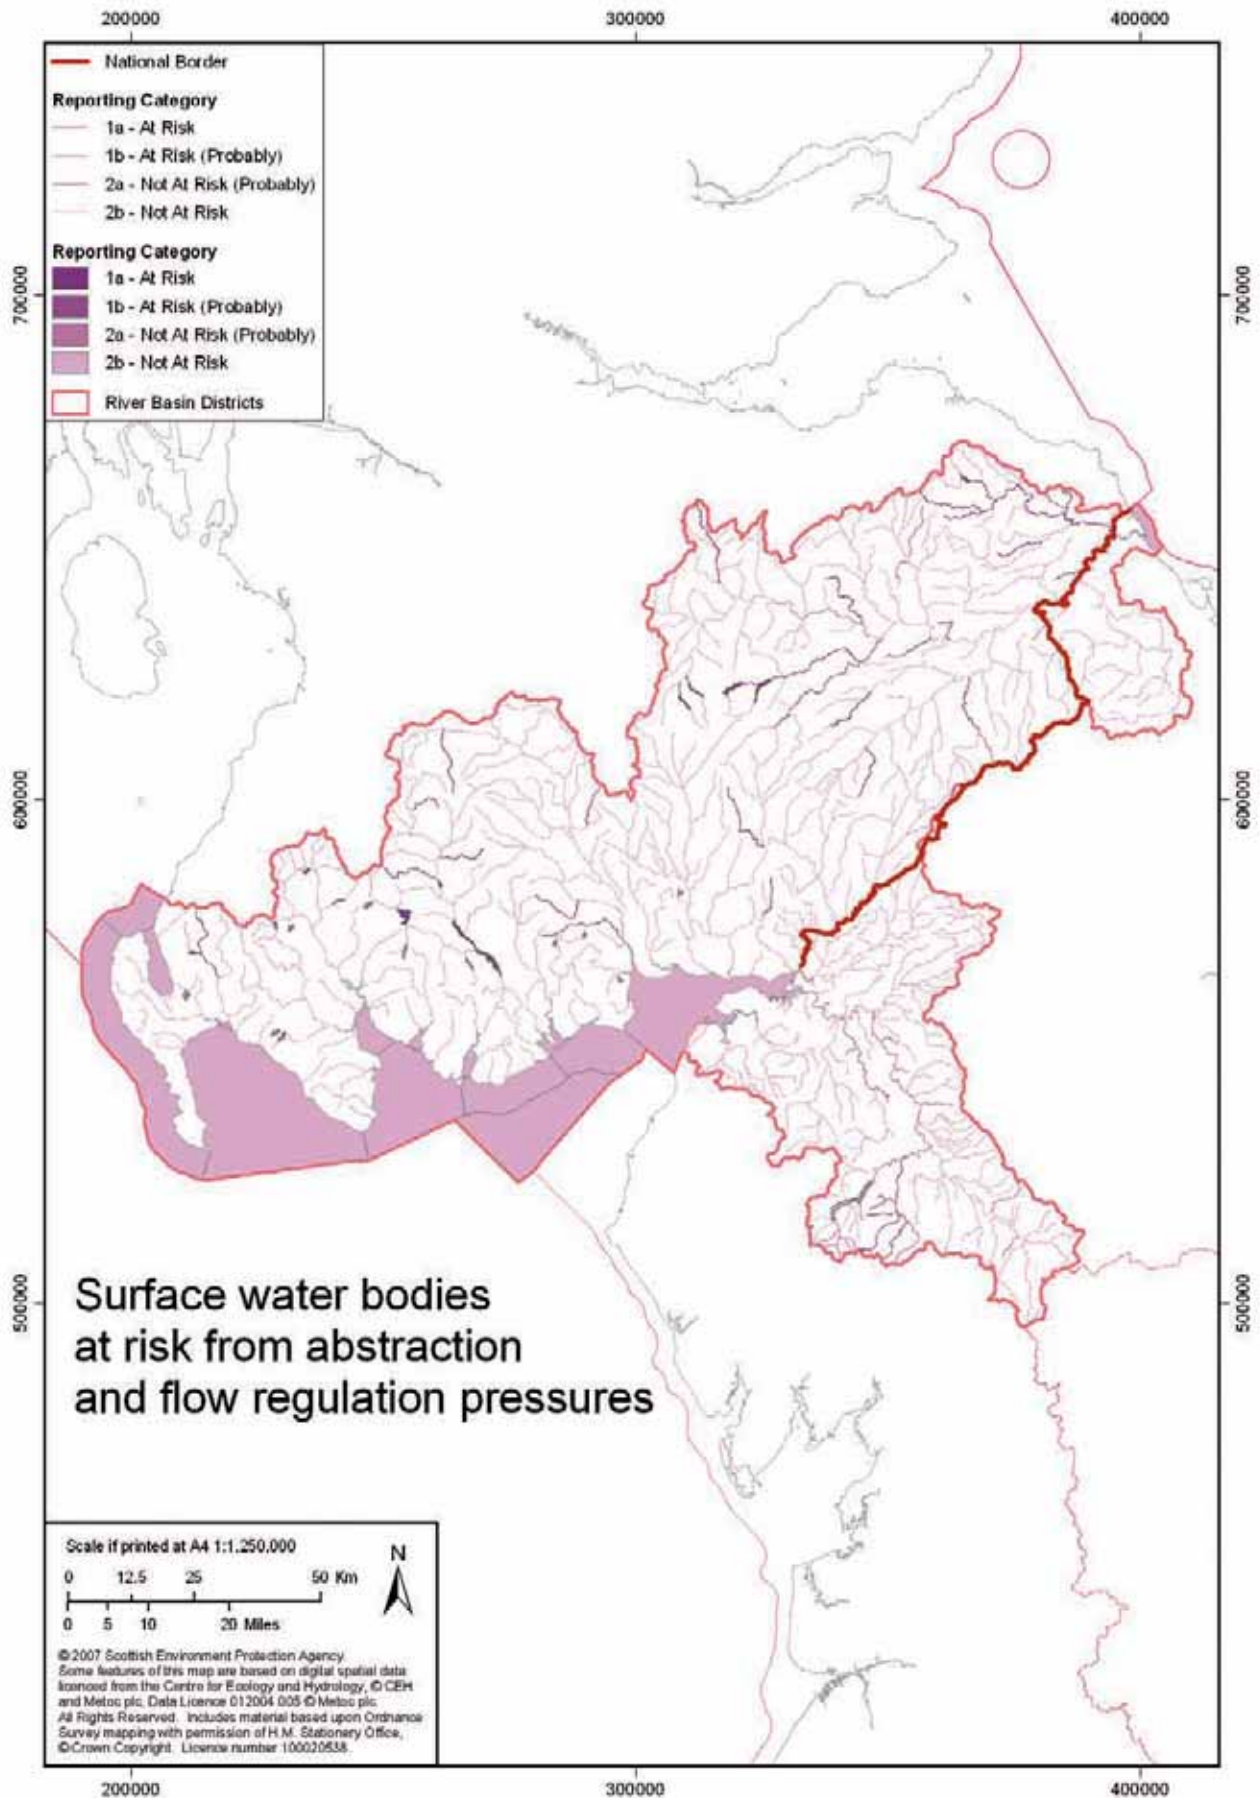 200000 300000 400000
National Border
Reporting Category
1a - At Risk
1b - At Risk (Probably)
2a - Not At Risk (Probably)
2b - Not At Risk
Reporting Category
1a - At Risk
1b - At Risk (Probably)
2a - Not At Risk (Probably)
2b - Not At Risk
River Basin Districts
700000 700000
600000 600000
500000 500000
Surface water bodies
at risk from abstraction
and flow regulation pressures
Scale if printed at A4 1:1,250,000
0 12.5 25 50 Km
N
0 5 10 20 Miles
© 2007 Scottish Environment Protection Agency.
Some features of this map are based on digital spatial data
licenced from the Centre for Ecology and Hydrology, © CEH
and Metoc plc, Data Licence 012004.005 © Metoc plc.
All Rights Reserved. Includes material based upon Ordnance
Survey mapping with permission of H.M. Stationery Office,
© Crown Copyright. Licence number 100020538.
200000 300000 400000